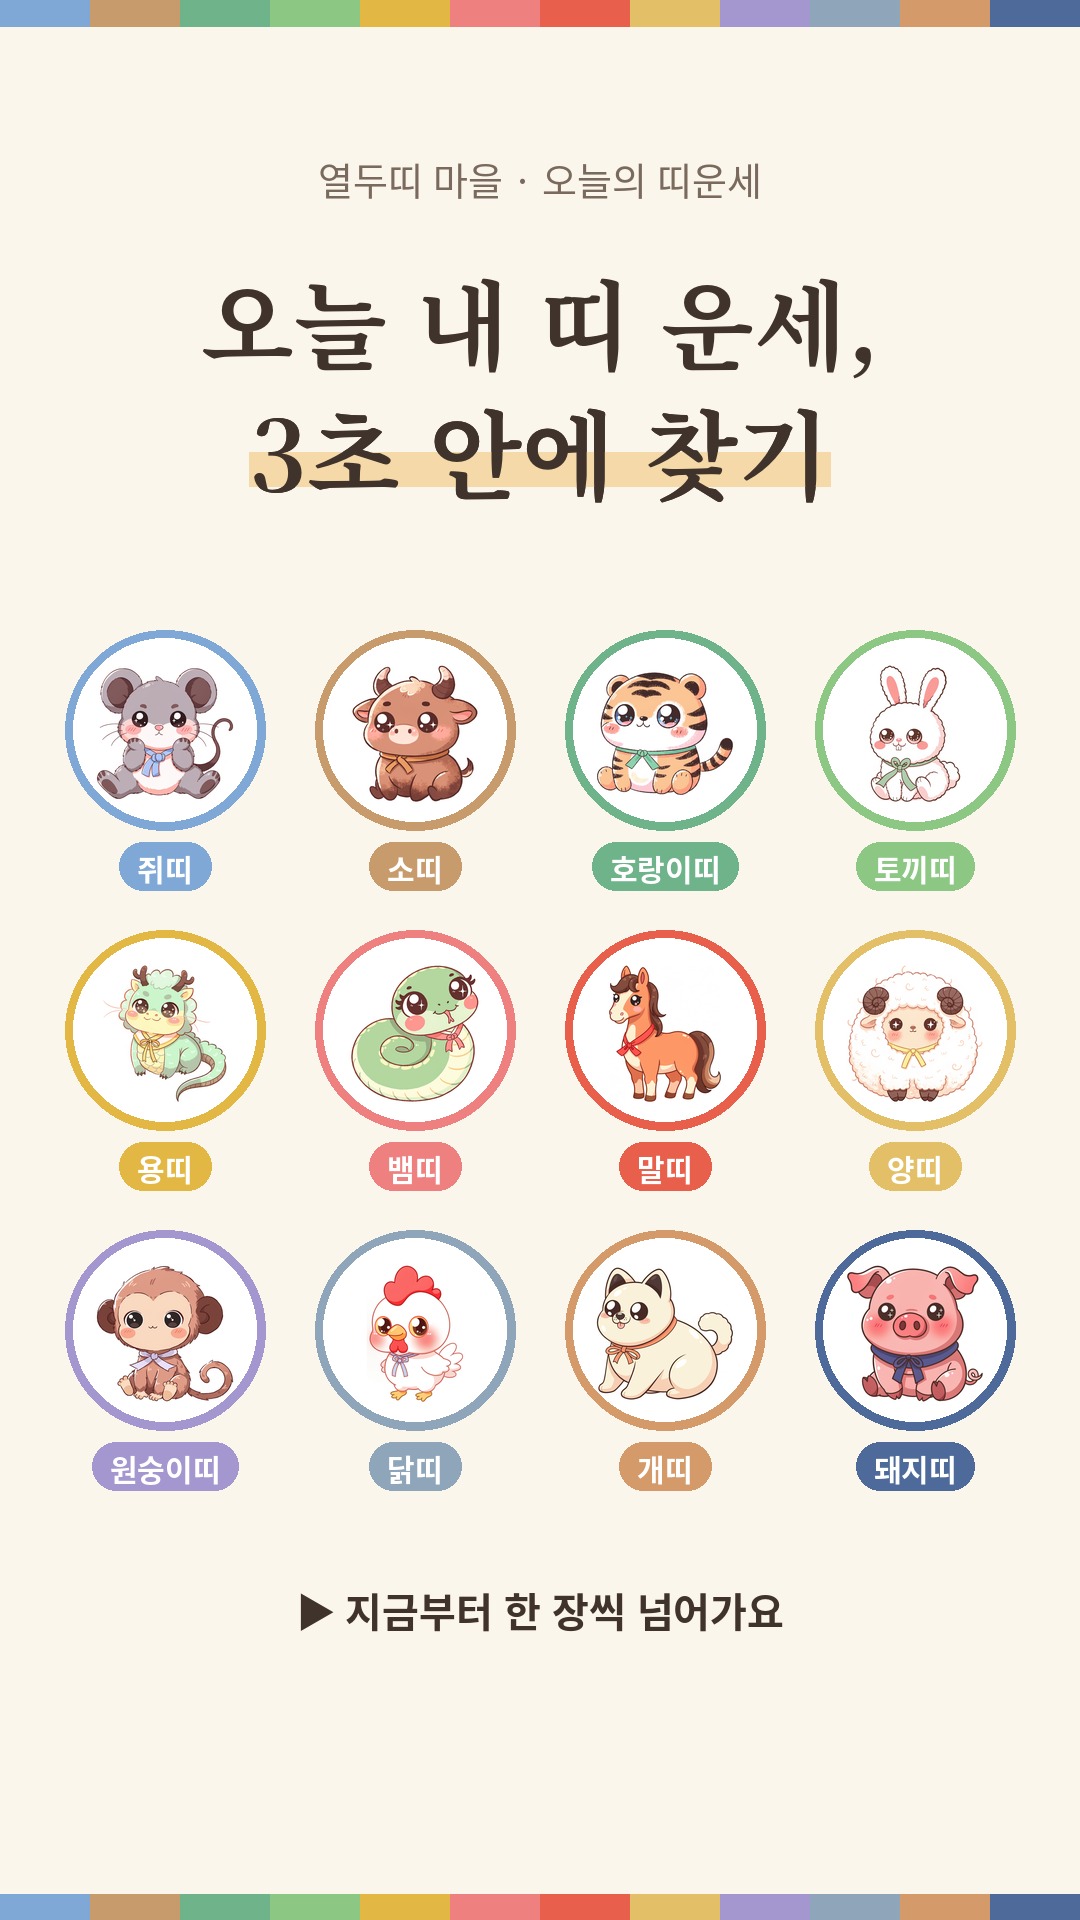 열두띠 마을 · 오늘의 띠운세
오늘 내 띠 운세,
3초 안에 찾기
쥐띠
소띠
호랑이띠
토끼띠
용띠
뱀띠
말띠
양띠
원숭이띠
닭띠
개띠
돼지띠
▶ 지금부터 한 장씩 넘어가요